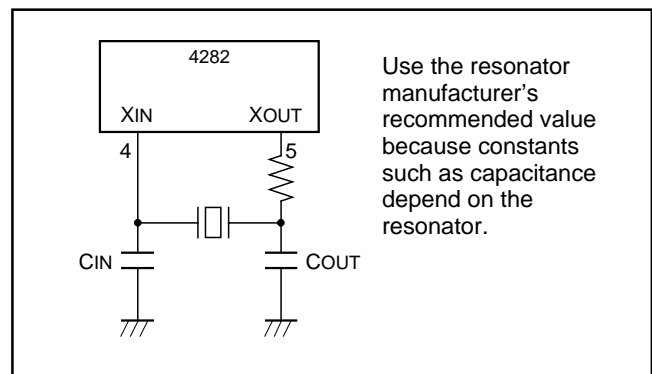 4282
XIN
XOUT
4
5
CIN
COUT
Use the resonator
manufacturer's
recommended value
because constants
such as capacitance
depend on the
resonator.